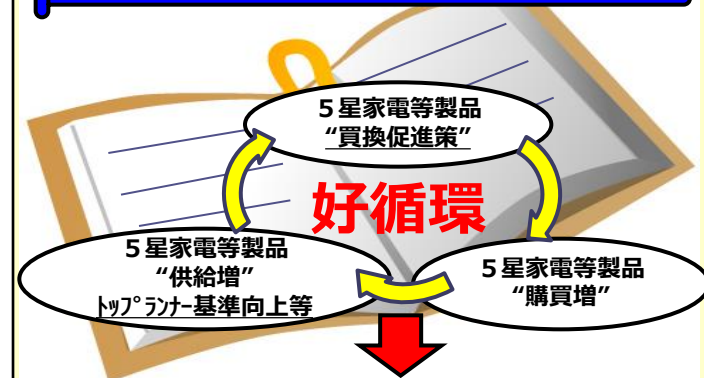 ５星家電等製品
“買換促進策”
好循環
５星家電等製品
“供給増”
ﾄｯﾌﾟﾗﾝﾅｰ基準向上等
５星家電等製品
“購買増”